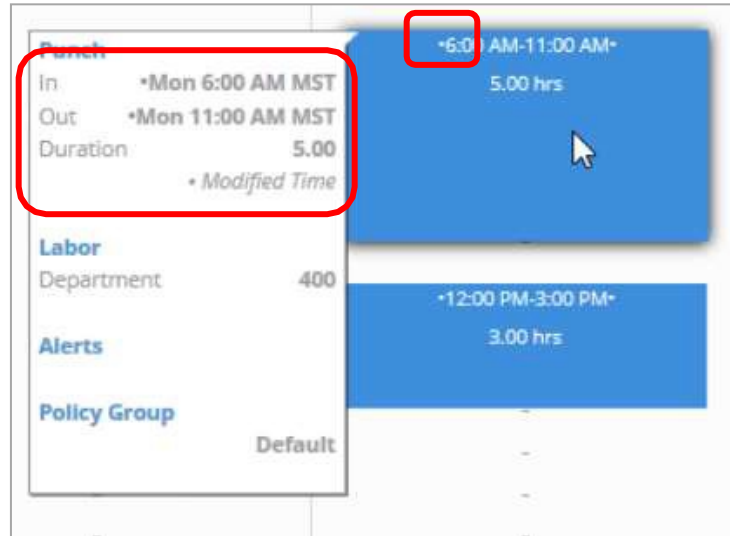 Punch
In •Mon 6:00 AM MST
Out •Mon 11:00 AM MST
Duration 5.00
• Modified Time
Labor
Department 400
Alerts
Policy Group
Default
•6:00 AM-11:00 AM•
5.00 hrs
•12:00 PM-3:00 PM•
3.00 hrs